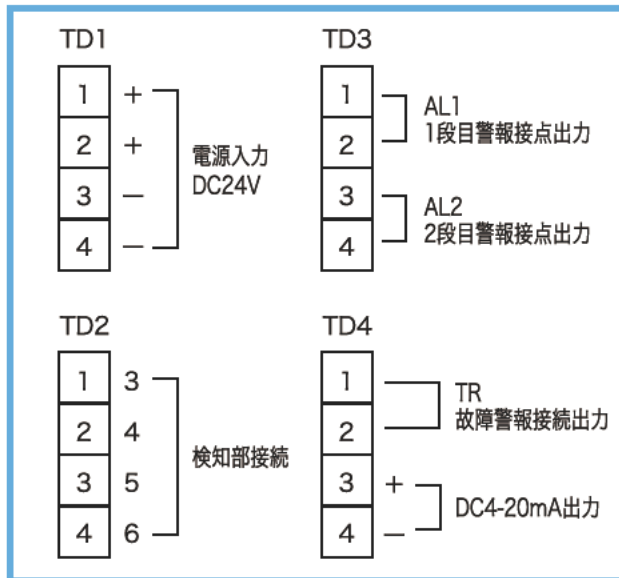 TD1
1 +
2 +
3 −
4 −
電源入力
DC24V
TD3
1
2
3
4
AL1
1段目警報接点出力
AL2
2段目警報接点出力
TD2
1 3
2 4
3 5
4 6
検知部接続
TD4
1
2
3 +
4 −
TR
故障警報接続出力
DC4-20mA出力